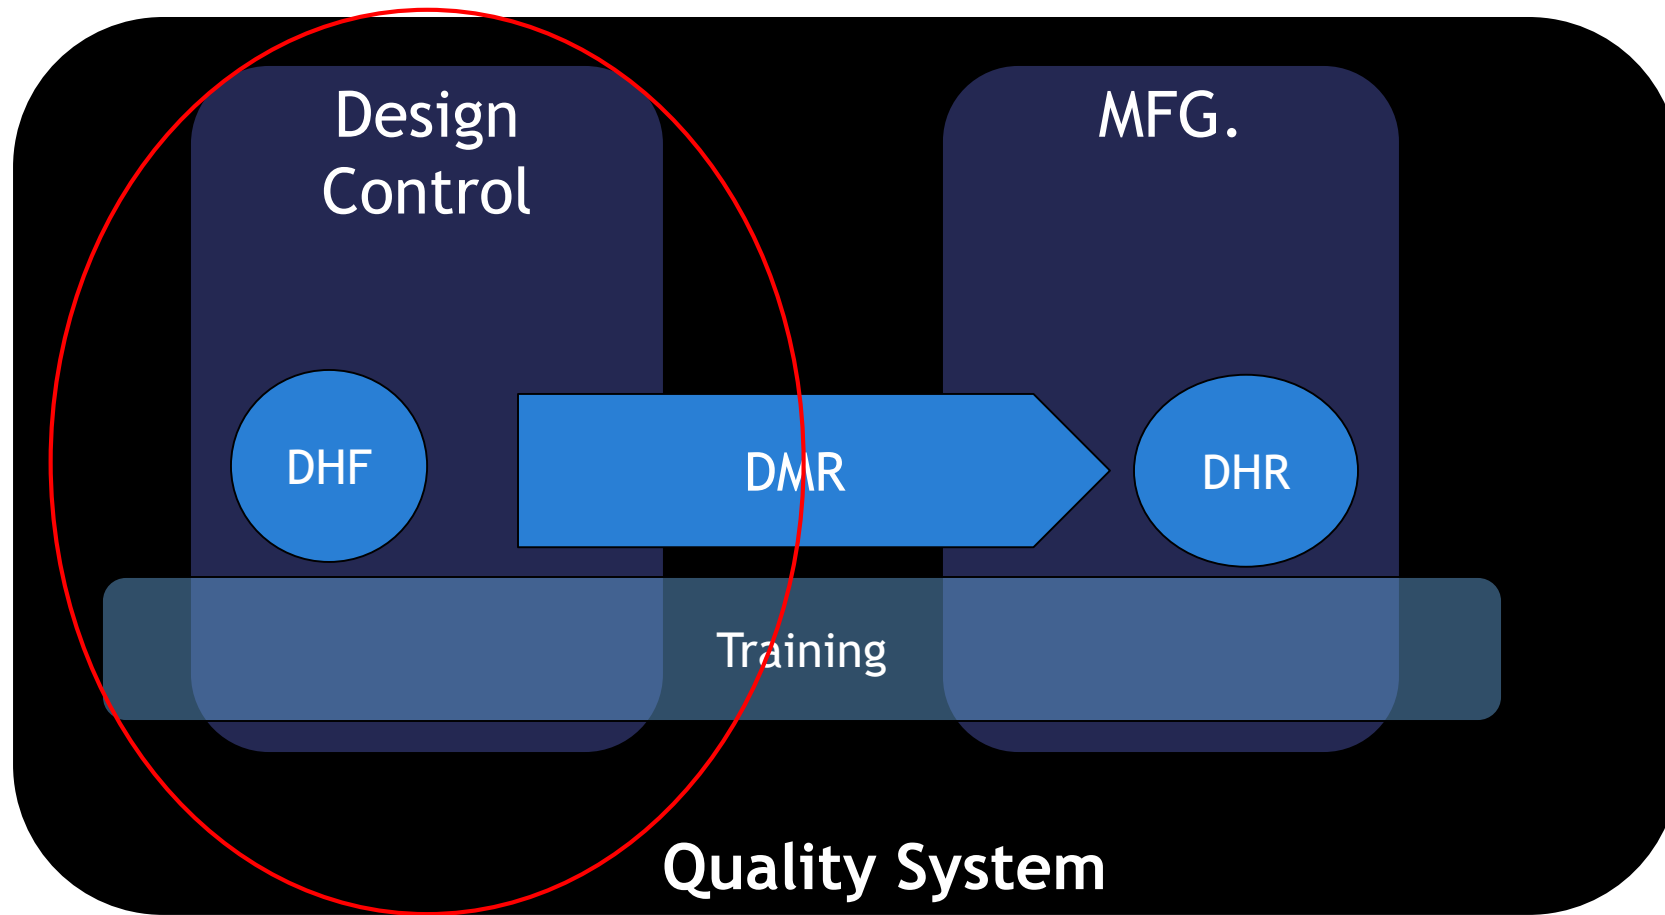 Design
Control
MFG.
DHF
DMR
DHR
Training
Quality System